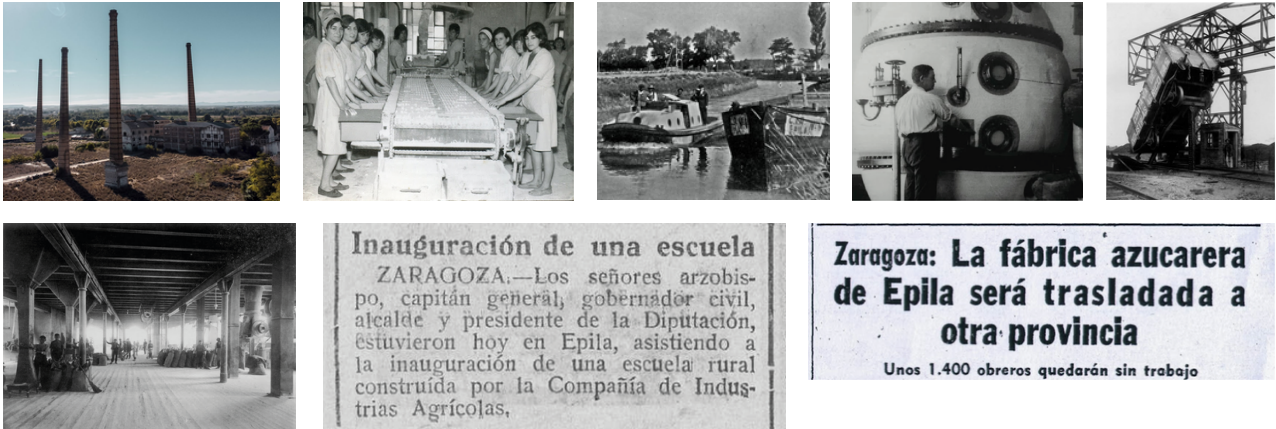 Inauguración de una escuela
ZARAGOZA.—Los señores arzobis-
po, capitán general, gobernador civil,
alcalde y presidente de la Diputación,
estuvieron hoy en Epila, asistiendo a
la inauguración de una escuela rural
construída por la Compañía de Indus-
trias Agrícolas.
Zaragoza: La fábrica azucarera
de Epila será trasladada a
otra provincia
Unos 1.400 obreros quedarán sin trabajo